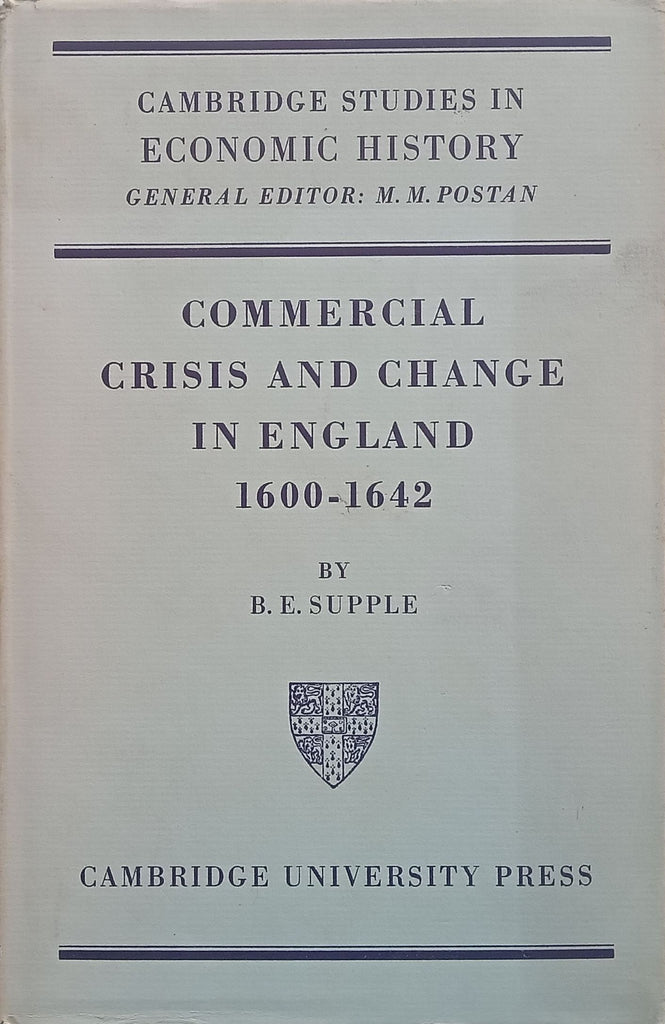 CAMBRIDGE STUDIES IN
ECONOMIC HISTORY
GENERAL EDITOR: M. M. POSTAN
COMMERCIAL
CRISIS AND CHANGE
IN ENGLAND
1600-1642
BY
B. E. SUPPLE
CAMBRIDGE UNIVERSITY PRESS